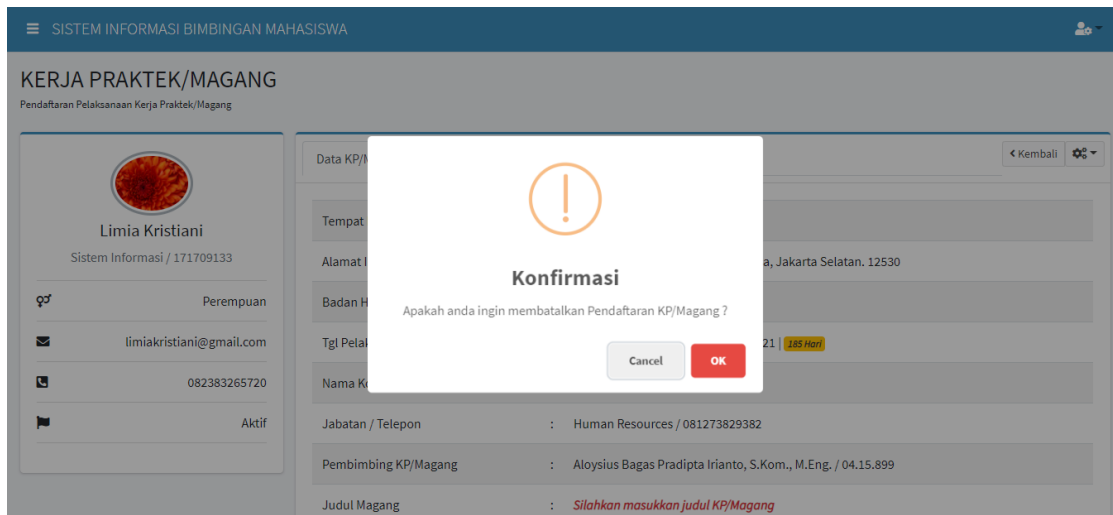 SISTEM INFORMASI BIMBINGAN MAHASISWA
KERJA PRAKTEK/MAGANG
Pendaftaran Pelaksanaan Kerja Praktek/Magang
Limia Kristiani
Sistem Informasi / 171709133
Perempuan
limiakristiani@gmail.com
082383265720
Aktif
Data KP/
Kembali
Tempat
Alamat a, Jakarta Selatan. 12530
Badan H
Tgl Pela 21 | 185 Hari
Nama K
Jabatan / Telepon : Human Resources / 081273829382
Pembimbing KP/Magang : Aloysius Bagas Pradipta Irianto, S.Kom., M.Eng. / 04.15.899
Judul Magang : Silahkan masukkan judul KP/Magang
Konfirmasi
Apakah anda ingin membatalkan Pendaftaran KP/Magang ?
Cancel OK